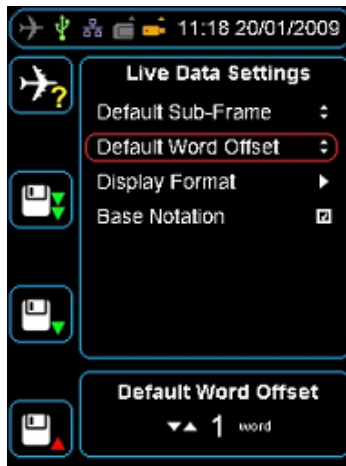 11:18 20/01/2009
?
Live Data Settings
Default Sub-Frame
Default Word Offset
Display Format
Base Notation
Default Word Offset
1 word